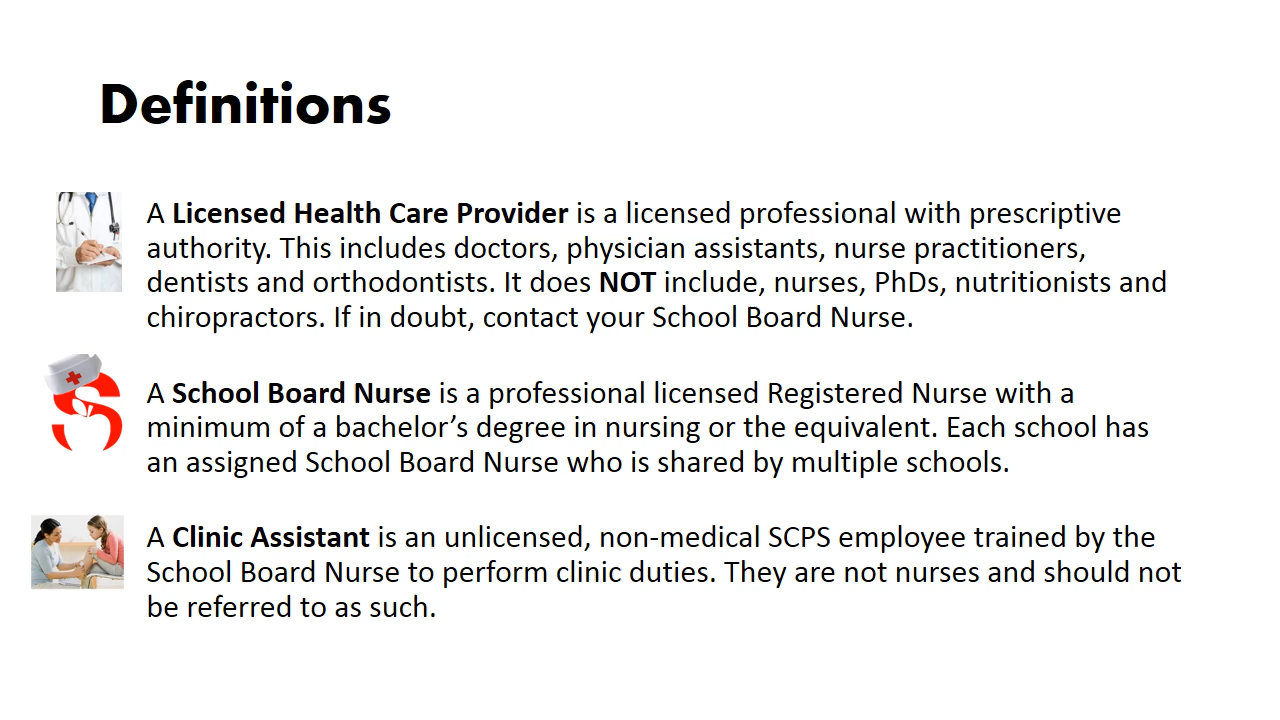 Definitions
A Licensed Health Care Provider is a licensed professional with prescriptive
authority. This includes doctors, physician assistants, nurse practitioners,
dentists and orthodontists. It does NOT include, nurses, PhDs, nutritionists and
chiropractors. If in doubt, contact your School Board Nurse.
A School Board Nurse is a professional licensed Registered Nurse with a
minimum of a bachelor’s degree in nursing or the equivalent. Each school has
an assigned School Board Nurse who is shared by multiple schools.
A Clinic Assistant is an unlicensed, non-medical SCPS employee trained by the
School Board Nurse to perform clinic duties. They are not nurses and should not
be referred to as such.